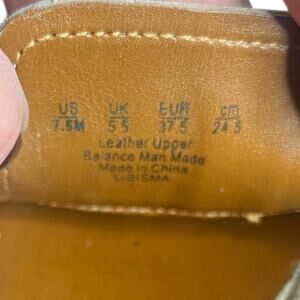 US UK EUR cm
7.5M 5.5 37.5 24.5
Leather Upper
Balance Man Made
Made in China
L-BISMA